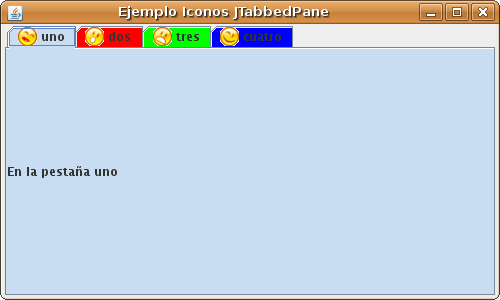 Ejemplo Iconos JTabbedPane
uno dos tres cuatro
En la pestaña uno